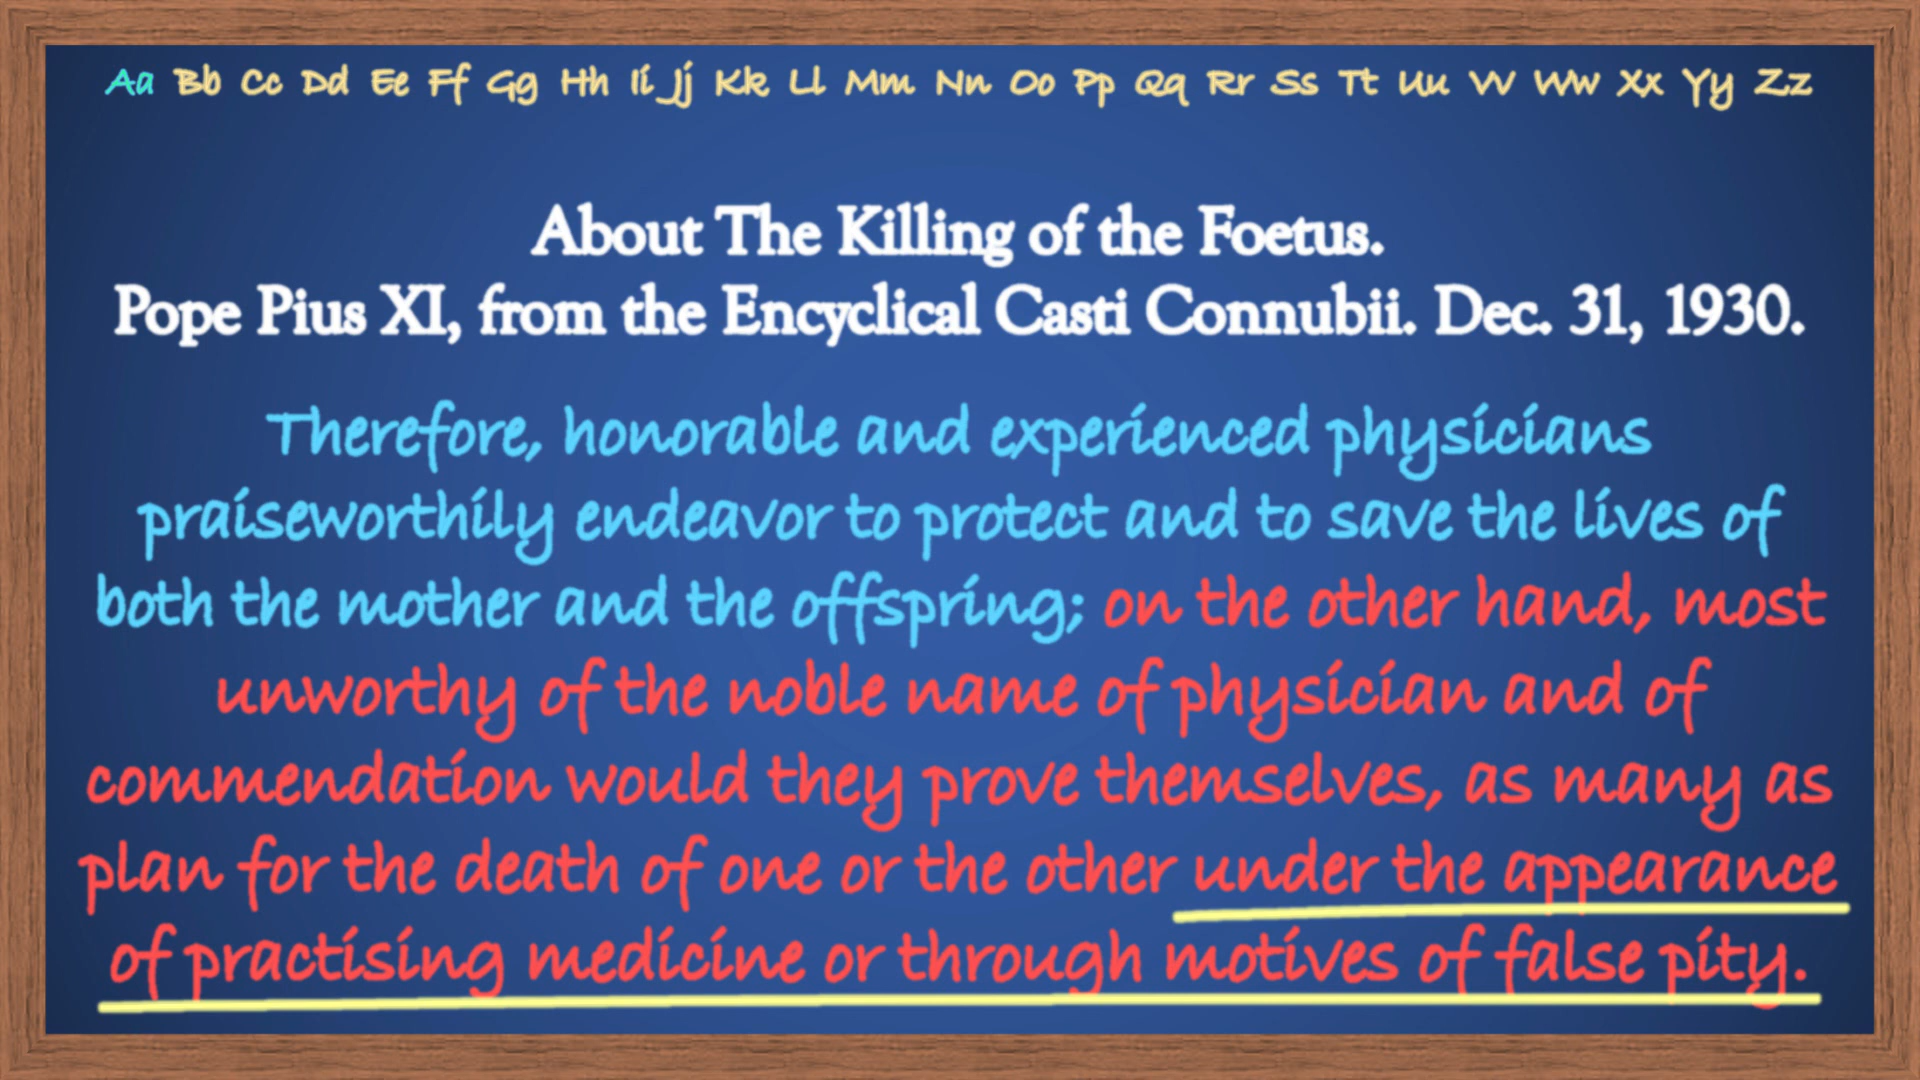 Aa Bb Cc Dd Ee Ff Gg Hh Ii Jj Kk Ll Mm Nn Oo Pp Qq Rr Ss Tt Uu Vv Ww Xx Yy Zz
About The Killing of the Foetus.
Pope Pius XI, from the Encyclical Casti Connubii. Dec. 31, 1930.
Therefore, honorable and experienced physicians
praiseworthily endeavor to protect and to save the lives of
both the mother and the offspring; on the other hand, most
unworthy of the noble name of physician and of
commendation would they prove themselves, as many as
plan for the death of one or the other under the appearance
of practising medicine or through motives of false pity.